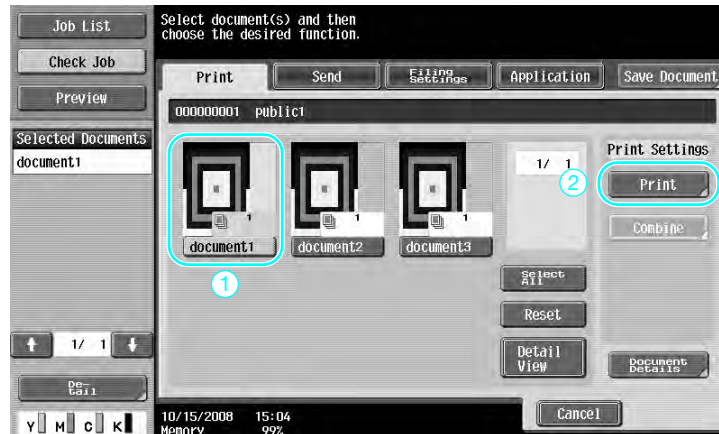 Job List
Check Job
Preview
Selected Documents
document1
1/ 1
De-
tail
Y M C K
Select document(s) and then
choose the desired function.
Print
Send
Filing
Settings
Application
Save Document
000000001 public1
1
document1
1
document2
1
document3
1
2
1/ 1
Select
All
Reset
Detail
View
Print Settings
Print
Combine
Document
Details
10/15/2008 15:04
Memory 99%
Cancel